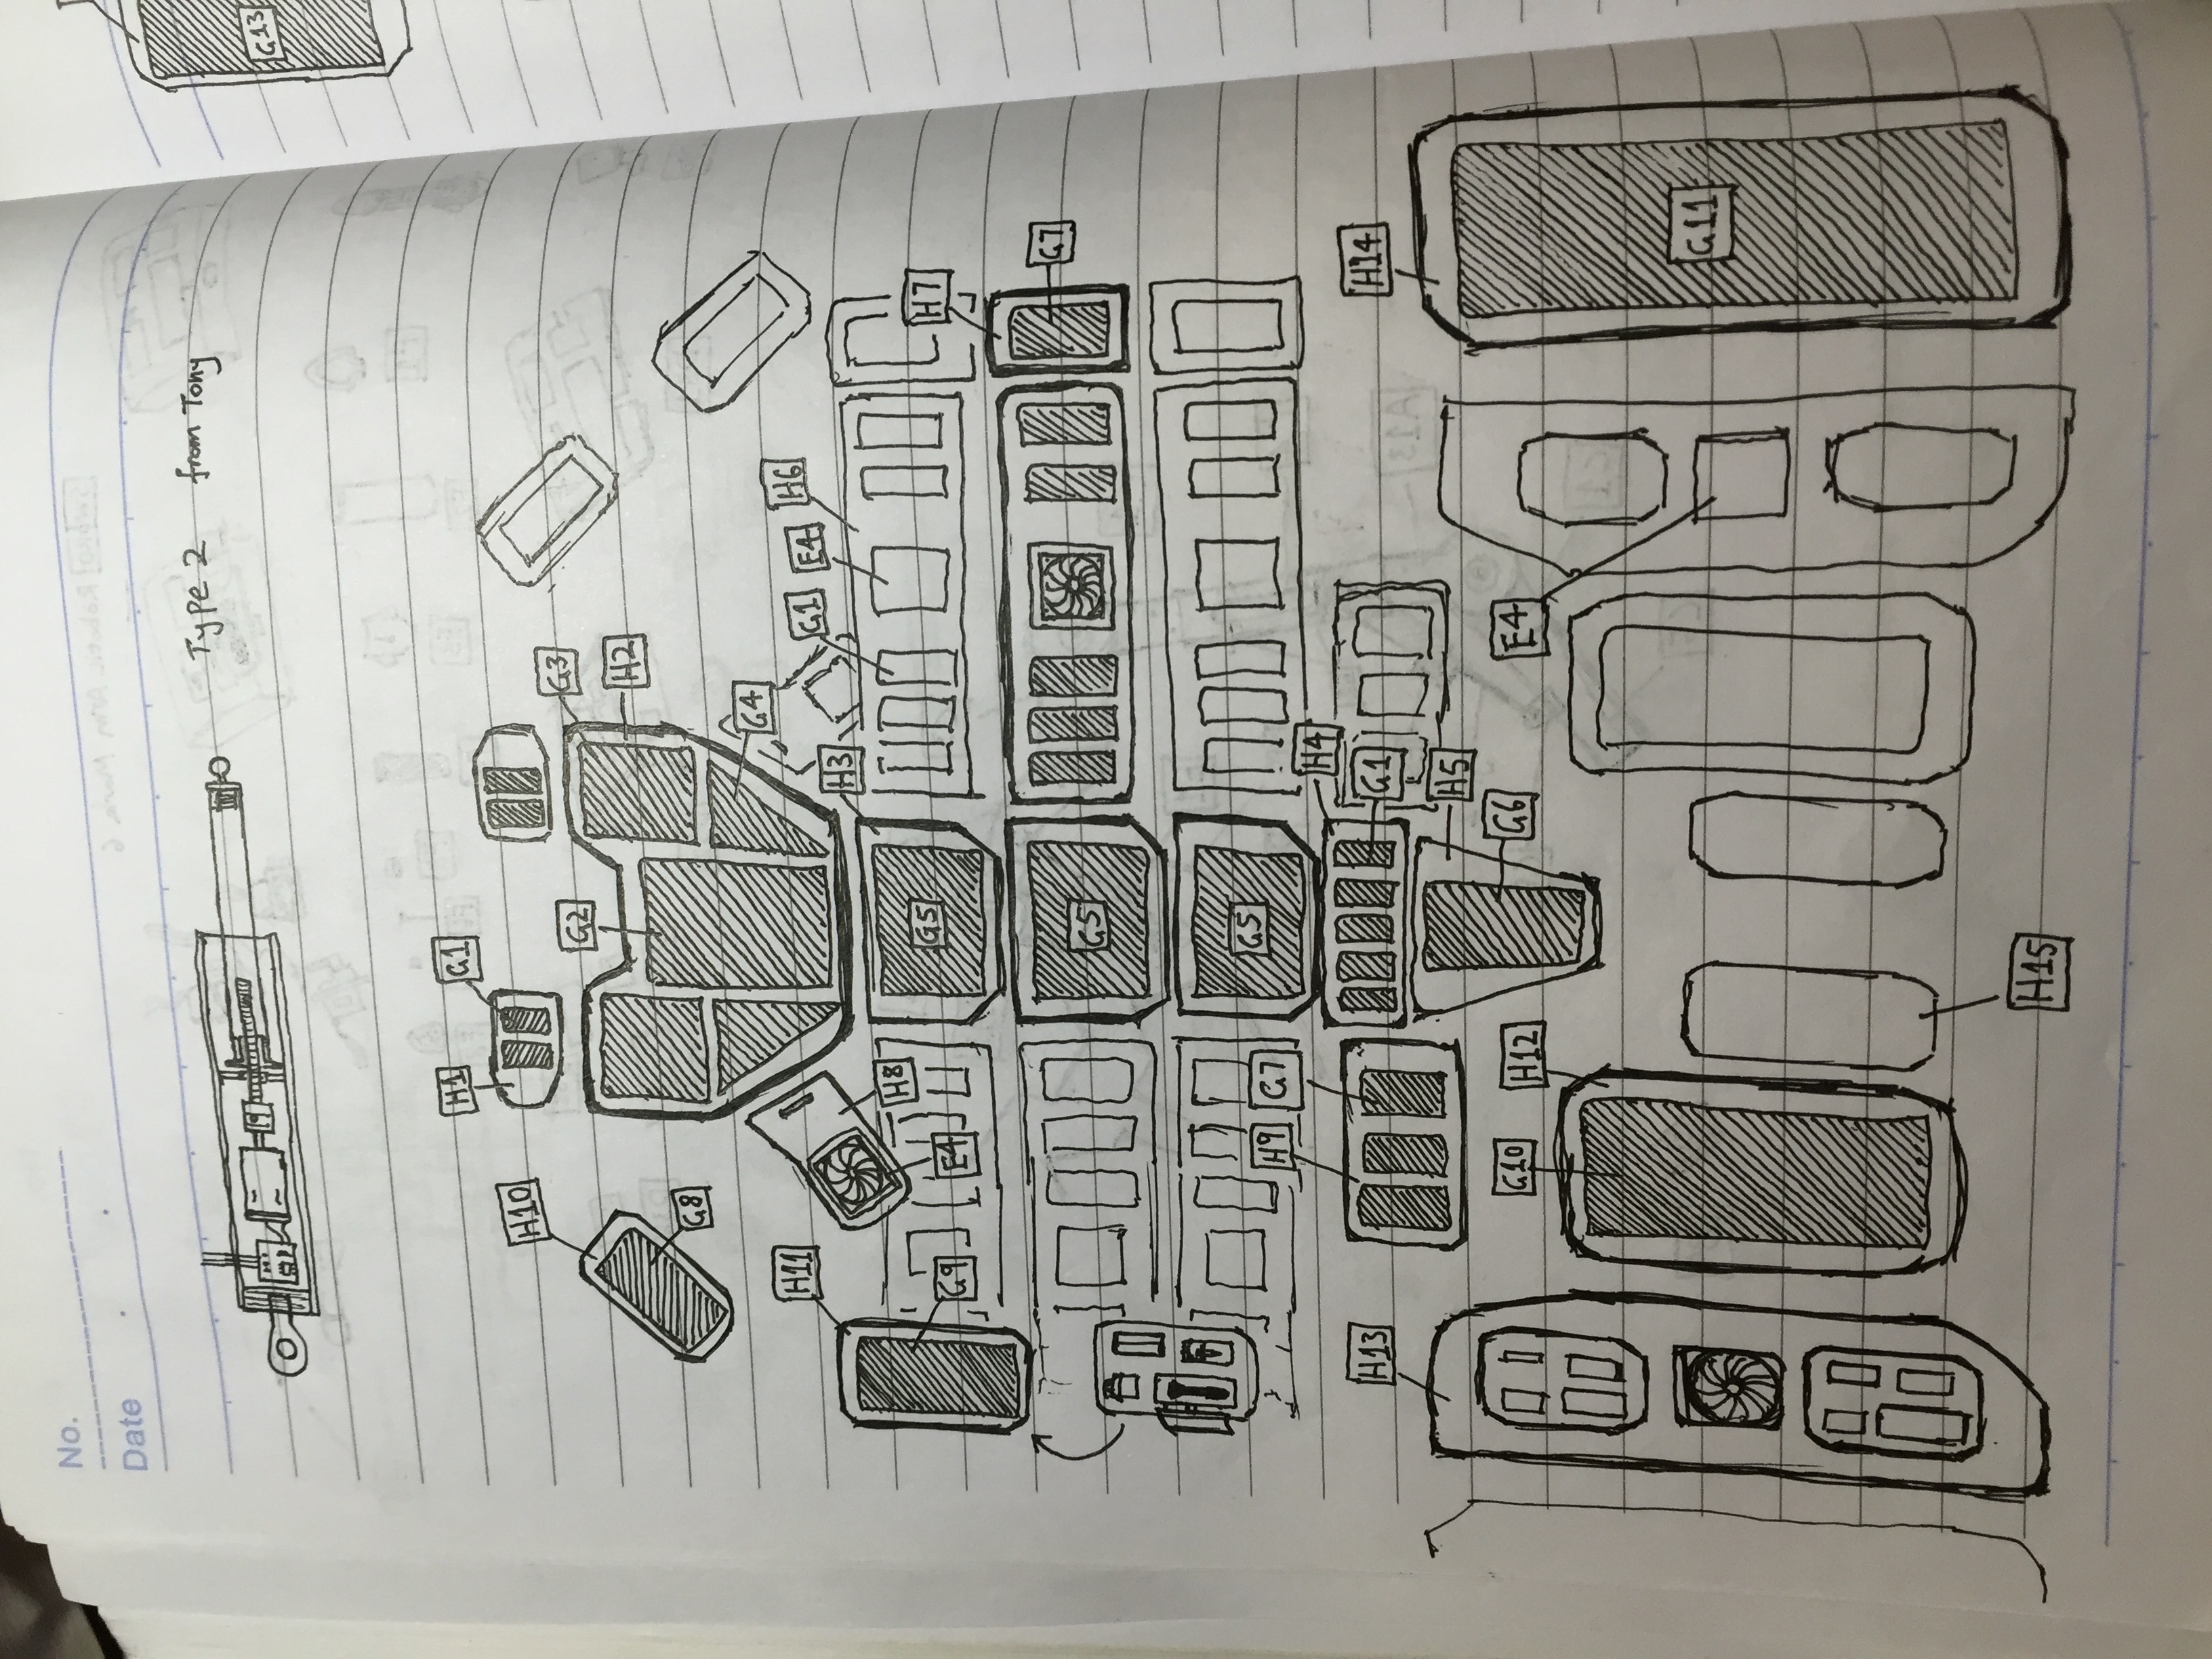 No.
Date
Type 2 from Tony
G13
H1 G1
H10
G2 G3
H2
G8
G4
H11 G1 E4 H6
H3
H8
G5
H7
G9 E4
G5 G7
G5
H9 G7
H4
H13 G1 H14
H5
G10 H12 G6 E4
G11
H15